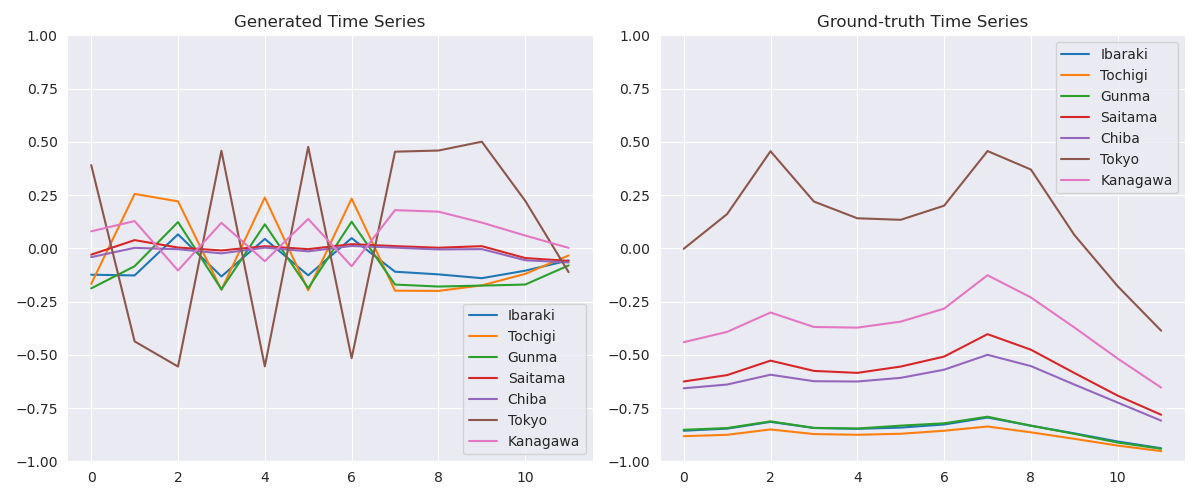 Generated Time Series
1.00
0.75
0.50
0.25
0.00
−0.25
−0.50
−0.75
−1.00
0 2 4 6 8 10
Ibaraki
Tochigi
Gunma
Saitama
Chiba
Tokyo
Kanagawa
Ground-truth Time Series
1.00
0.75
0.50
0.25
0.00
−0.25
−0.50
−0.75
−1.00
0 2 4 6 8 10
Ibaraki
Tochigi
Gunma
Saitama
Chiba
Tokyo
Kanagawa